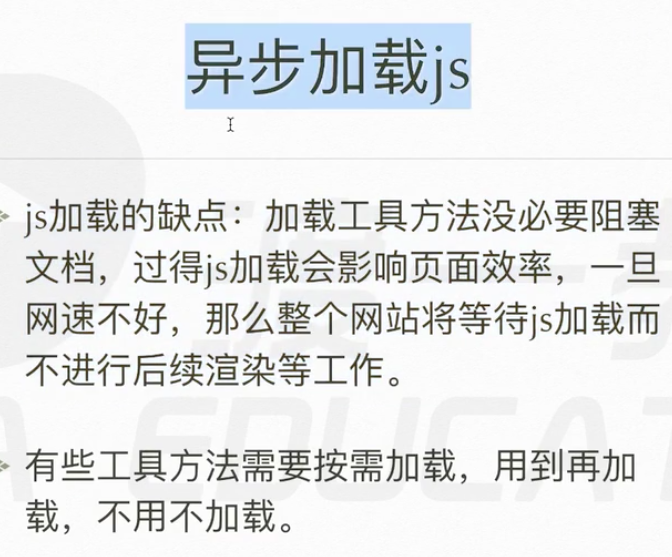 异步加载js
js加载的缺点：加载工具方法没必要阻塞
文档，过得js加载会影响页面效率，一旦
网速不好，那么整个网站将等待js加载而
不进行后续渲染等工作。
有些工具方法需要按需加载，用到再加
载，不用不加载。